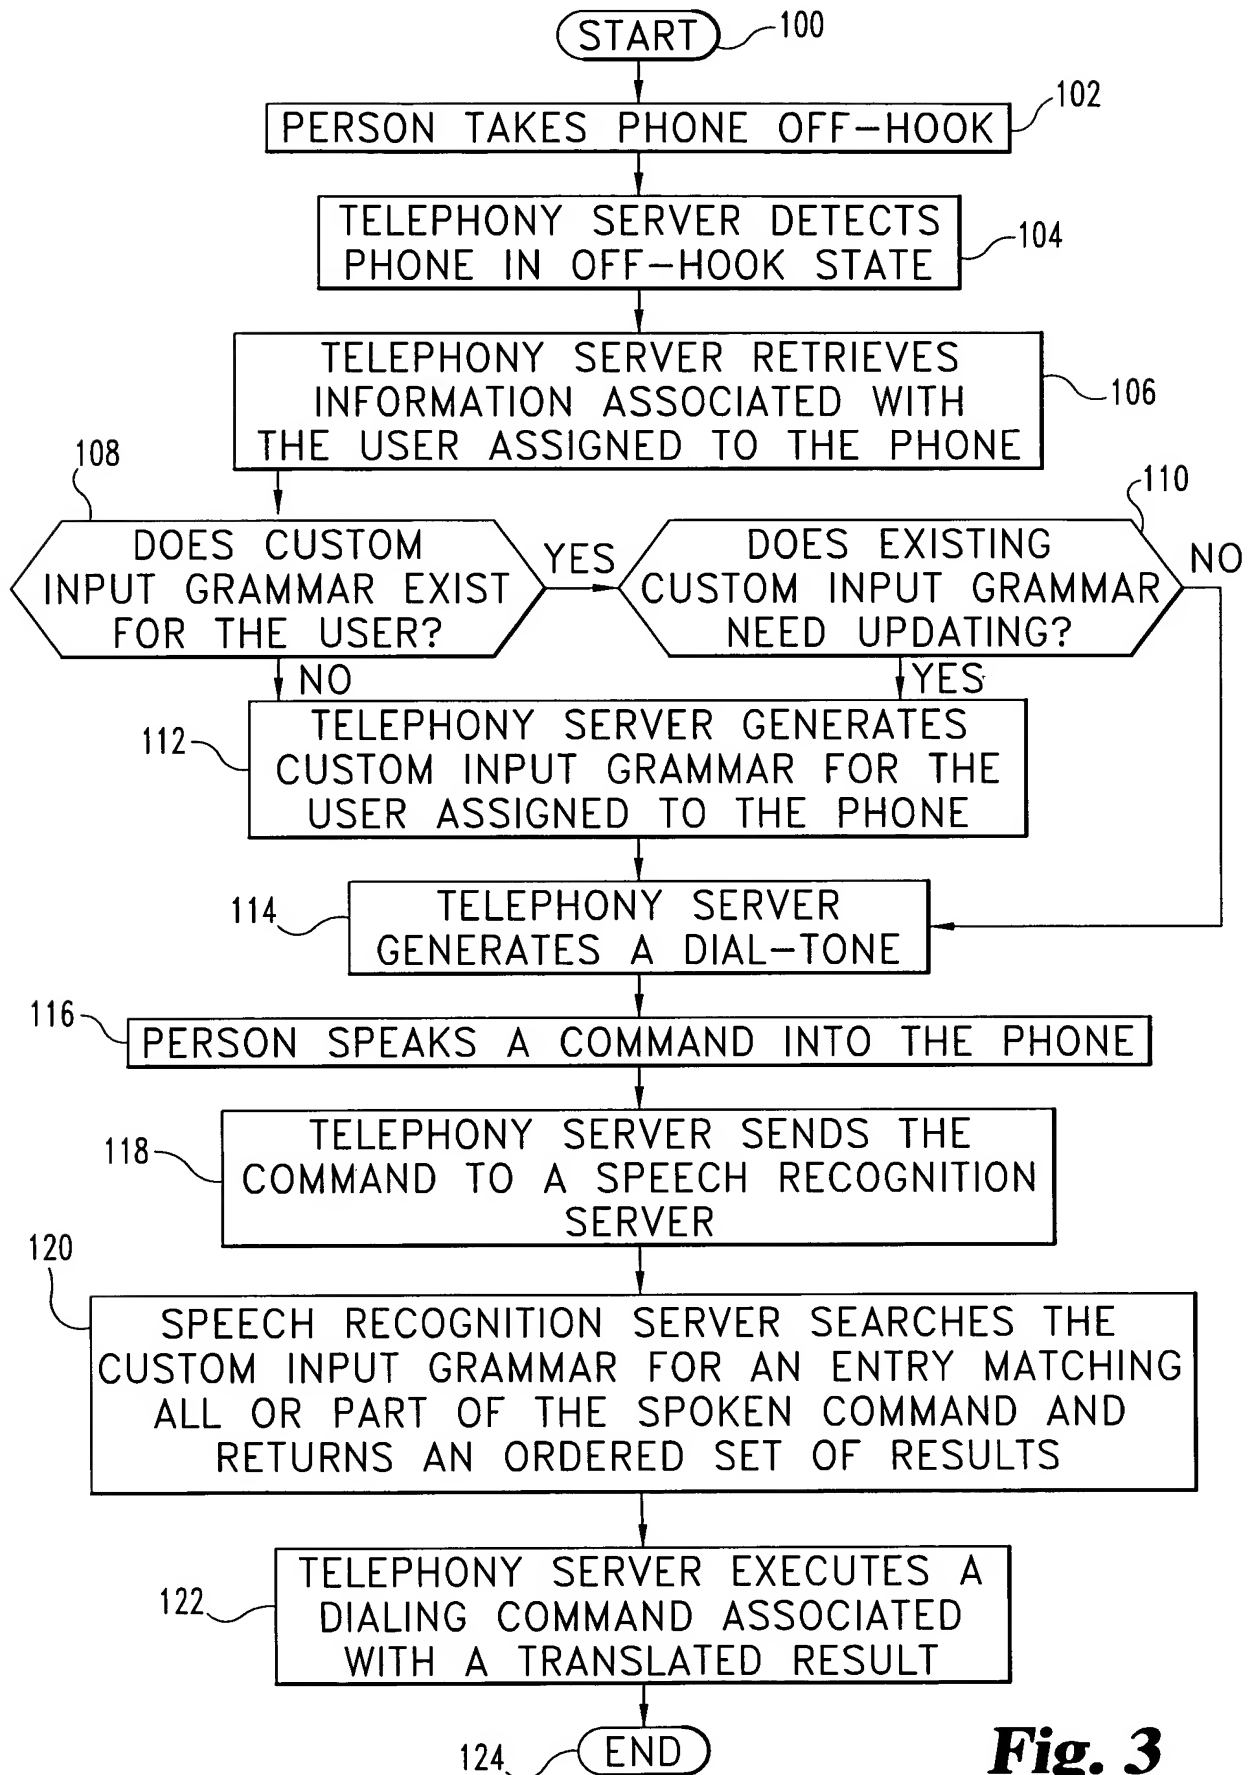 START
100
PERSON TAKES PHONE OFF-HOOK
102
TELEPHONY SERVER DETECTS
PHONE IN OFF-HOOK STATE
104
TELEPHONY SERVER RETRIEVES
INFORMATION ASSOCIATED WITH
THE USER ASSIGNED TO THE PHONE
106
108
DOES CUSTOM
INPUT GRAMMAR EXIST
FOR THE USER?
YES
NO
110
DOES EXISTING
CUSTOM INPUT GRAMMAR
NEED UPDATING?
NO
YES
112
TELEPHONY SERVER GENERATES
CUSTOM INPUT GRAMMAR FOR THE
USER ASSIGNED TO THE PHONE
114
TELEPHONY SERVER
GENERATES A DIAL-TONE
116
PERSON SPEAKS A COMMAND INTO THE PHONE
118
TELEPHONY SERVER SENDS THE
COMMAND TO A SPEECH RECOGNITION
SERVER
120
SPEECH RECOGNITION SERVER SEARCHES THE
CUSTOM INPUT GRAMMAR FOR AN ENTRY MATCHING
ALL OR PART OF THE SPOKEN COMMAND AND
RETURNS AN ORDERED SET OF RESULTS
122
TELEPHONY SERVER EXECUTES A
DIALING COMMAND ASSOCIATED
WITH A TRANSLATED RESULT
124
END
Fig. 3